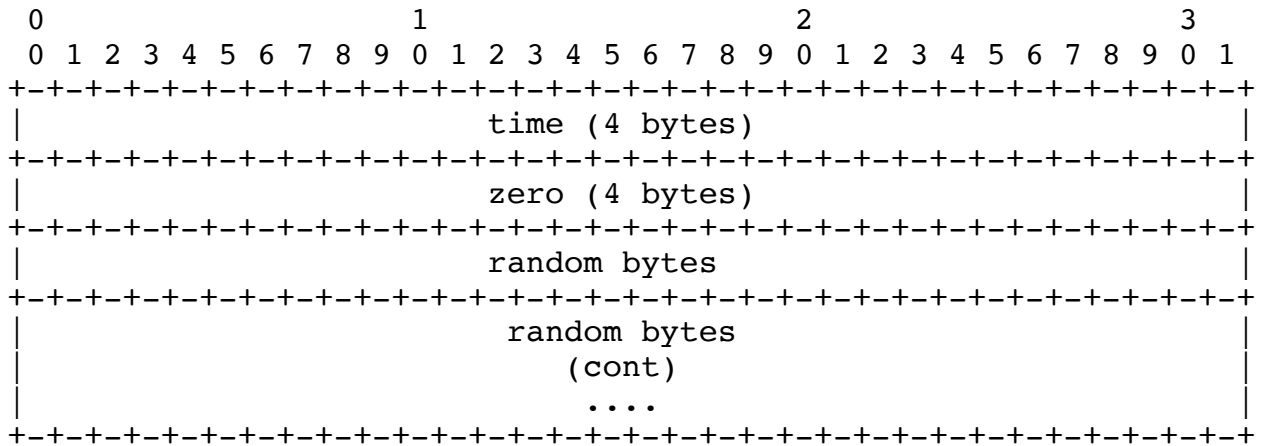 0                   1                   2                   3
0 1 2 3 4 5 6 7 8 9 0 1 2 3 4 5 6 7 8 9 0 1 2 3 4 5 6 7 8 9 0 1
+-+-+-+-+-+-+-+-+-+-+-+-+-+-+-+-+-+-+-+-+-+-+-+-+-+-+-+-+-+-+-+-+
|                        time (4 bytes)                         |
+-+-+-+-+-+-+-+-+-+-+-+-+-+-+-+-+-+-+-+-+-+-+-+-+-+-+-+-+-+-+-+-+
|                        zero (4 bytes)                         |
+-+-+-+-+-+-+-+-+-+-+-+-+-+-+-+-+-+-+-+-+-+-+-+-+-+-+-+-+-+-+-+-+
|                        random bytes                           |
+-+-+-+-+-+-+-+-+-+-+-+-+-+-+-+-+-+-+-+-+-+-+-+-+-+-+-+-+-+-+-+-+
|                         random bytes                          |
|                            (cont)                             |
|                             ....                              |
+-+-+-+-+-+-+-+-+-+-+-+-+-+-+-+-+-+-+-+-+-+-+-+-+-+-+-+-+-+-+-+-+